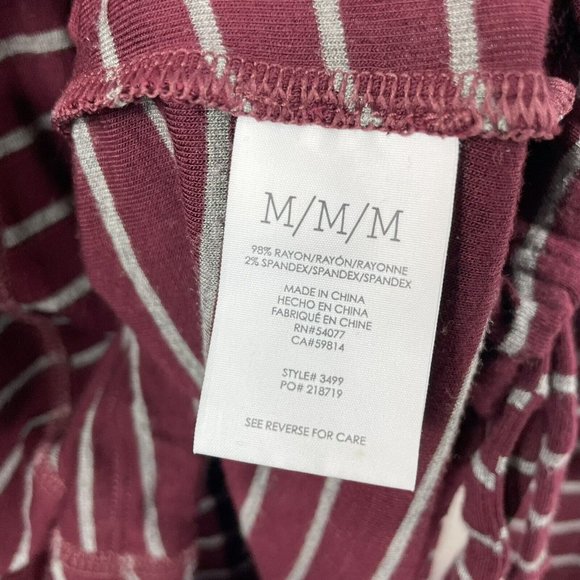 M/M/M
98% RAYON/RAYÓN/RAYONNE
2% SPANDEX/SPANDEX/SPANDEX
MADE IN CHINA
HECHO EN CHINA
FABRIQUÉ EN CHINE
RN#54077
CA#59814
STYLE# 3499
PO# 218719
SEE REVERSE FOR CARE